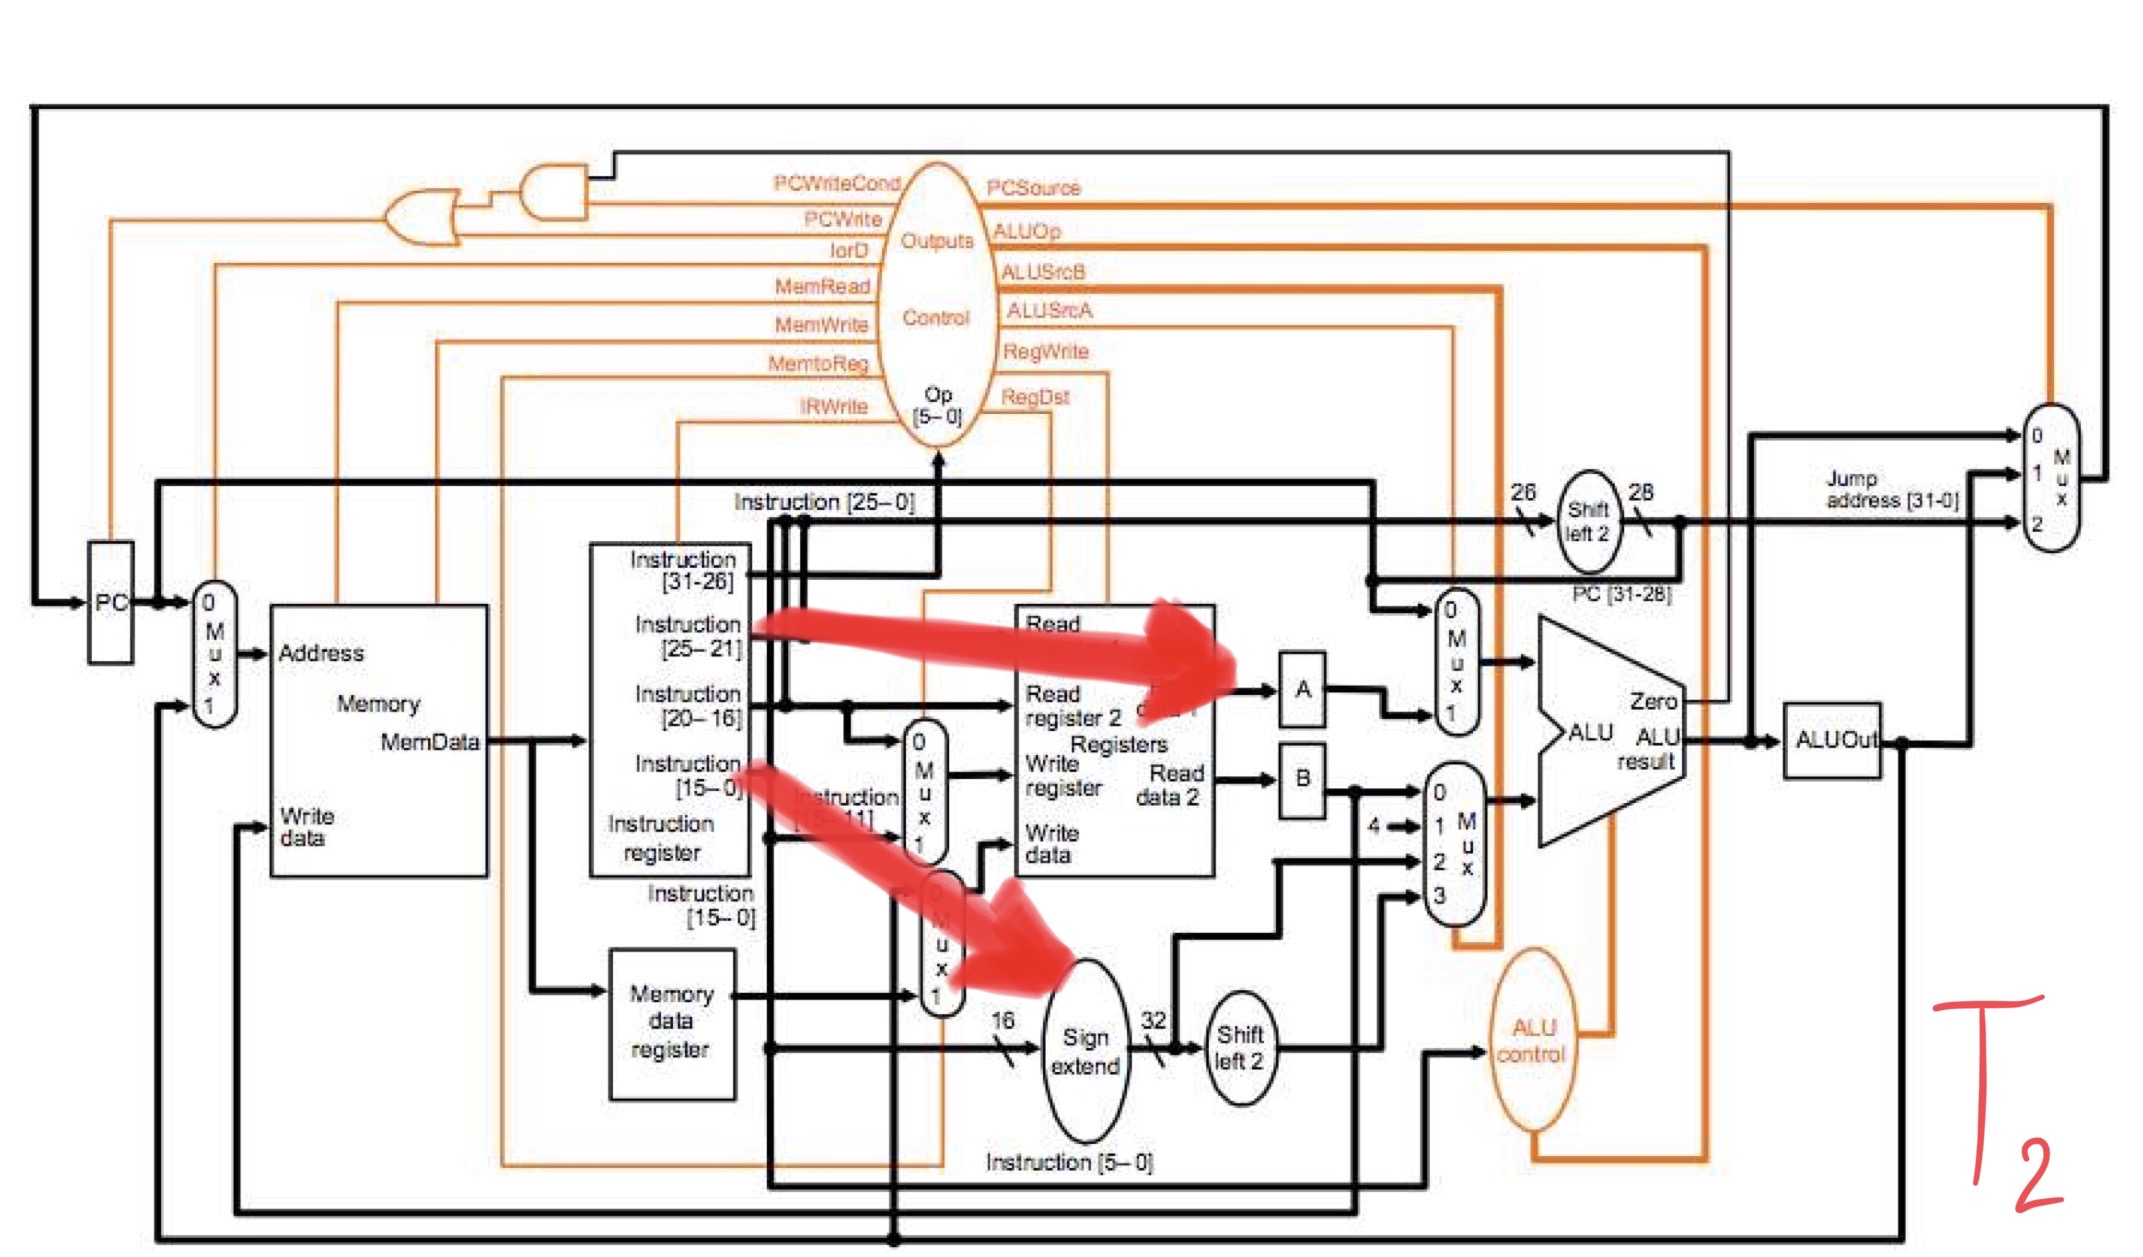 PCWriteCond
PCWrite
IorD
MemRead
MemWrite
MemtoReg
IRWrite
Outputs
Control
Op
[5–0]
PCSource
ALUOp
ALUSrcB
ALUSrcA
RegWrite
RegDst
PC
0
M
u
x
1
Address
Memory
MemData
Write
data
Instruction [25–0]
Instruction
[31-26]
Instruction
[25–21]
Instruction
[20–16]
Instruction
[15–0]
Instruction
register
Instruction
[15–0]
Memory
data
register
Instruction
0
M
u
x
1
M
u
x
1
Read
Read
register 2
Registers
Write
register
Read
data 2
Write
data
16
Sign
extend
32
Shift
left 2
Instruction [5–0]
A
B
4
0
M
u
x
1
0
1
2
3
M
u
x
26
Shift
left 2
28
PC [31-28]
Jump
address [31-0]
Zero
ALU
ALU
result
ALUOut
ALU
control
0
1
2
M
u
x
T2